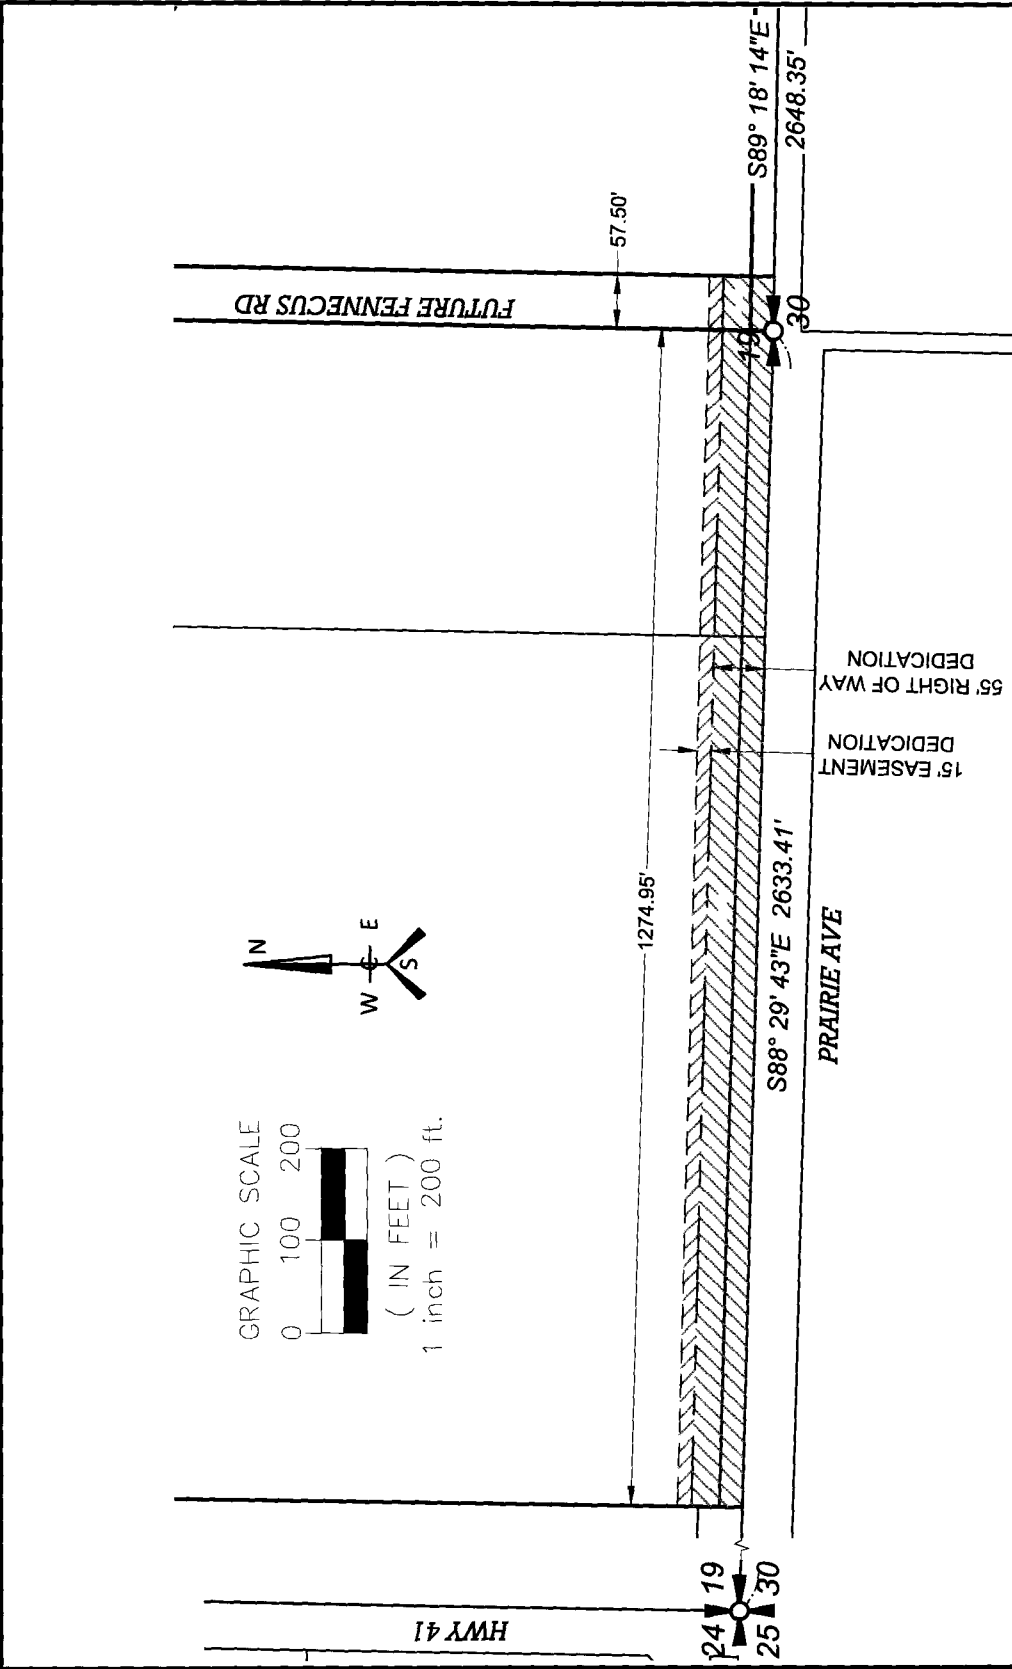 GRAPHIC SCALE
0 100 200
( IN FEET )
1 inch = 200 ft.
N
W C E
S
FUTURE FENNECUS RD
57.50'
S89° 18' 14"E
2648.35'
19
30
1274.95'
55' RIGHT OF WAY
DEDICATION
15' EASEMENT
DEDICATION
S88° 29' 43"E 2633.41'
PRAIRIE AVE
HWY 41
24 19
25 30